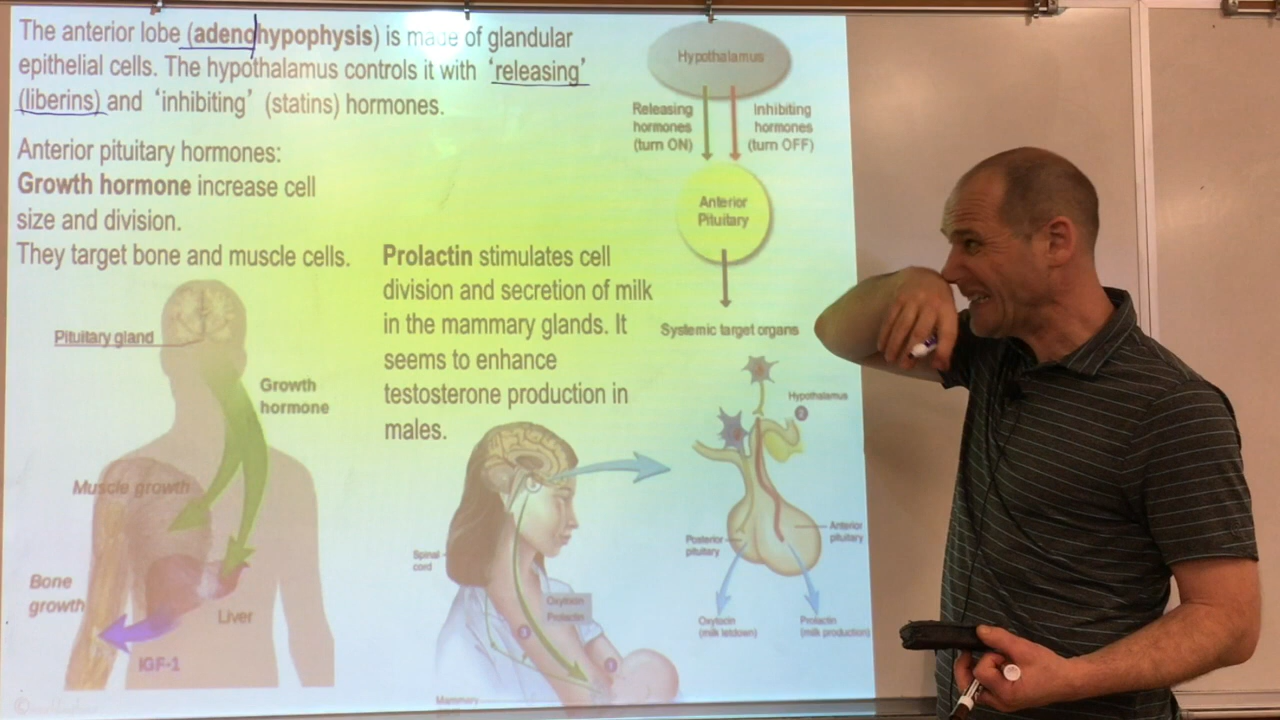 The anterior lobe (adenohypophysis) is made of glandular
epithelial cells. The hypothalamus controls it with ‘releasing’
(liberins) and ‘inhibiting’ (statins) hormones.
Anterior pituitary hormones:
Growth hormone increase cell
size and division.
They target bone and muscle cells.
Prolactin stimulates cell
division and secretion of milk
in the mammary glands. It
seems to enhance
testosterone production in
males.
Hypothalamus
Releasing
hormones
(turn ON)
Inhibiting
hormones
(turn OFF)
Anterior
Pituitary
Systemic target organs
Pituitary gland
Growth
hormone
Muscle growth
Bone
growth
Liver
IGF-1
Spinal
cord
Oxytocin
Prolactin
3
1
Mammary
Hypothalamus
2
Posterior
pituitary
Anterior
pituitary
Oxytocin
(milk letdown)
Prolactin
(milk production)